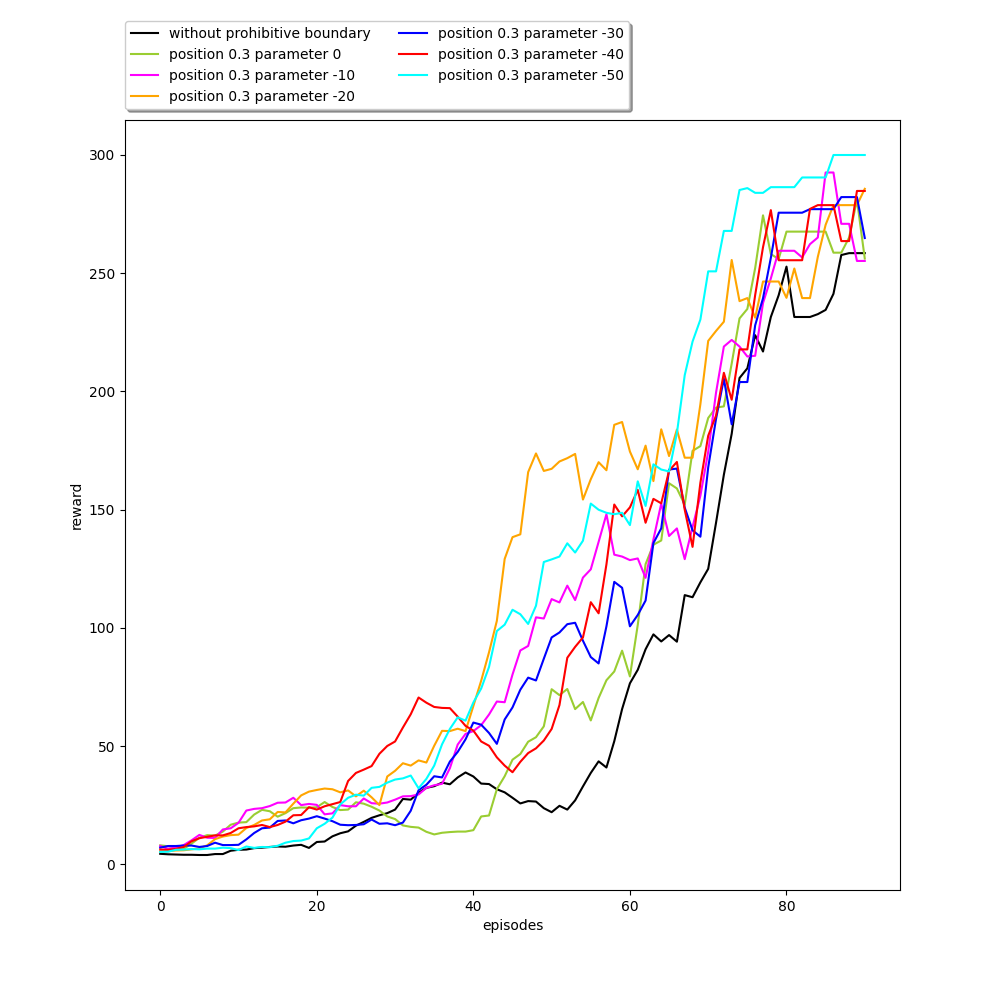 without prohibitive boundary
position 0.3 parameter 0
position 0.3 parameter -10
position 0.3 parameter -20
position 0.3 parameter -30
position 0.3 parameter -40
position 0.3 parameter -50
300
250
200
150
100
50
0
reward
0 20 40 60 80
episodes